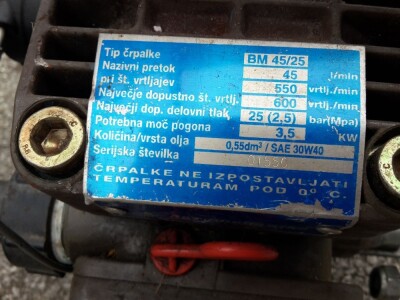 Tip črpalke BM 45/25
Nazivni pretok 45 l/min
pri št. vrtljajev 550 vrtlj./min
Največje dopustno št. vrtlj. 600 vrtlj./min
Največji dop. delovni tlak 25 (2,5) bar(Mpa)
Potrebna moč pogona 3,5 KW
Količina/vrsta olja 0,55dm³ / SAE 30W40
Serijska številka
ČRPALKE NE IZPOSTAVLJATI
TEMPERATURAM POD 0° C.